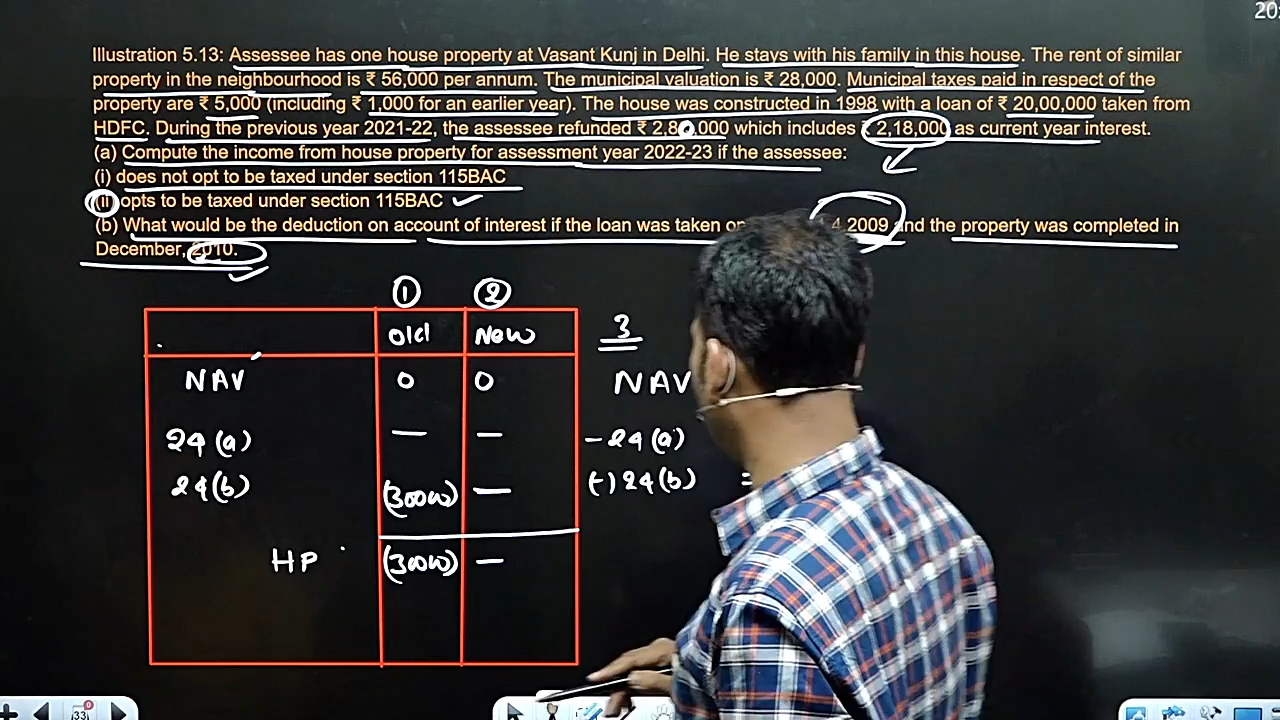 20:
Illustration 5.13: Assessee has one house property at Vasant Kunj in Delhi. He stays with his family in this house. The rent of similar
property in the neighbourhood is ₹ 56,000 per annum. The municipal valuation is ₹ 28,000. Municipal taxes paid in respect of the
property are ₹ 5,000 (including ₹ 1,000 for an earlier year). The house was constructed in 1998 with a loan of ₹ 20,00,000 taken from
HDFC. During the previous year 2021-22, the assessee refunded ₹ 2,80,000 which includes ₹ 2,18,000 as current year interest.
(a) Compute the income from house property for assessment year 2022-23 if the assessee:
(i) does not opt to be taxed under section 115BAC
(ii) opts to be taxed under section 115BAC
(b) What would be the deduction on account of interest if the loan was taken on 4 2009 and the property was completed in
December, 2010.
1 2
Old New 3
NAV 0 0 NAV
24(a) — — -24(a)
24(b) — (-)24(b) =
HP —
33
0